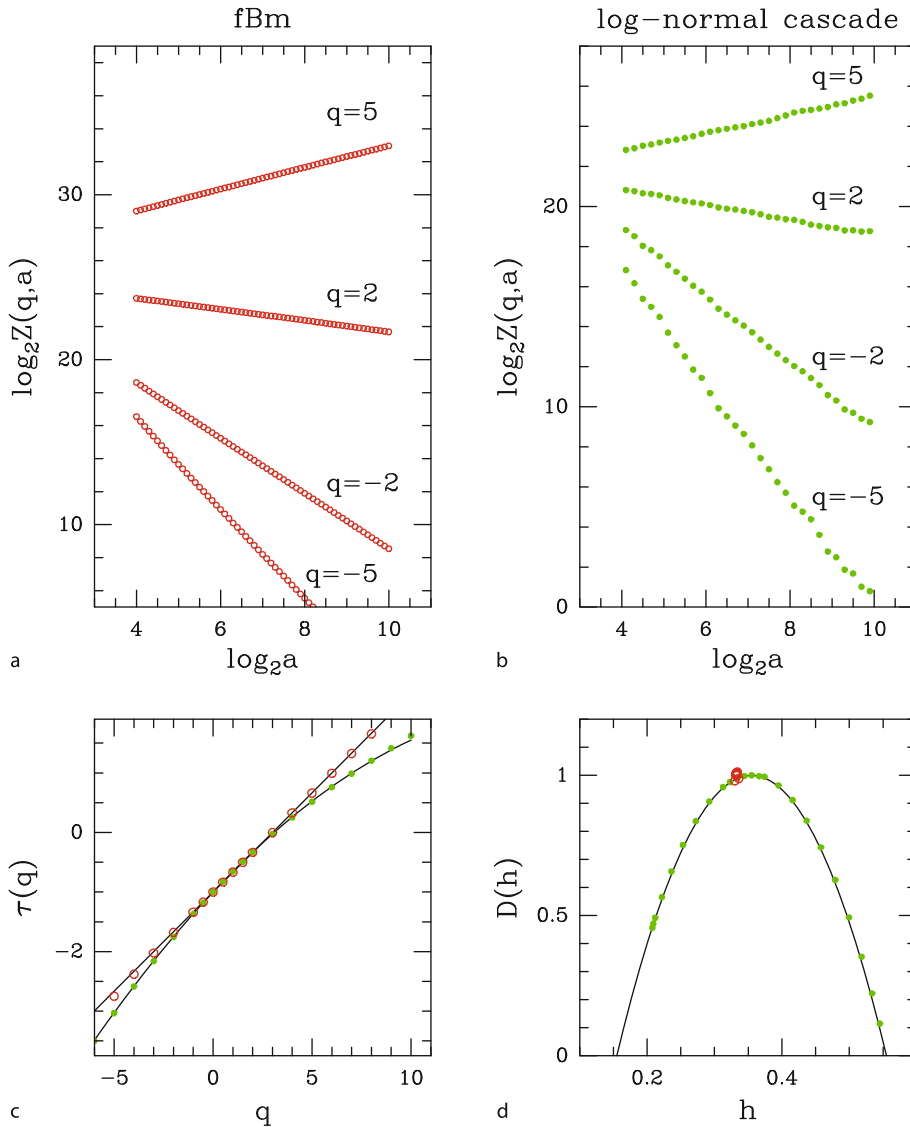 fBm
log-normal cascade
q=5
q=2
q=-2
q=-5
30
20
10
log₂Z(q,a)
4
6
8
10
log₂a
a
q=5
q=2
q=-2
q=-5
20
10
0
log₂Z(q,a)
4
6
8
10
log₂a
b
0
-2
τ(q)
-5
0
5
10
q
c
1
0.5
0
D(h)
0.2
0.4
h
d